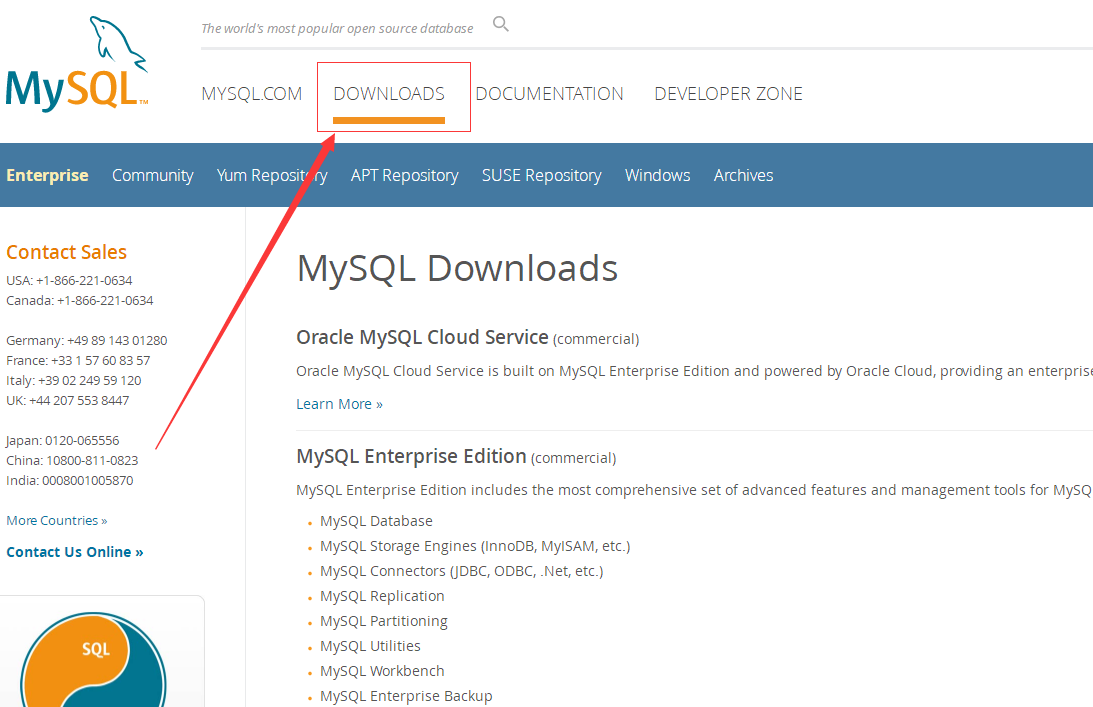 The world's most popular open source database
MySQL™
MYSQL.COM DOWNLOADS DOCUMENTATION DEVELOPER ZONE
Enterprise Community Yum Repository APT Repository SUSE Repository Windows Archives
Contact Sales
USA: +1-866-221-0634
Canada: +1-866-221-0634
Germany: +49 89 143 01280
France: +33 1 57 60 83 57
Italy: +39 02 249 59 120
UK: +44 207 553 8447
Japan: 0120-065556
China: 10800-811-0823
India: 0008001005870
More Countries »
Contact Us Online »
SQL
MySQL Downloads
Oracle MySQL Cloud Service (commercial)
Oracle MySQL Cloud Service is built on MySQL Enterprise Edition and powered by Oracle Cloud, providing an enterprise
Learn More »
MySQL Enterprise Edition (commercial)
MySQL Enterprise Edition includes the most comprehensive set of advanced features and management tools for MySQ
• MySQL Database
• MySQL Storage Engines (InnoDB, MyISAM, etc.)
• MySQL Connectors (JDBC, ODBC, .Net, etc.)
• MySQL Replication
• MySQL Partitioning
• MySQL Utilities
• MySQL Workbench
• MySQL Enterprise Backup